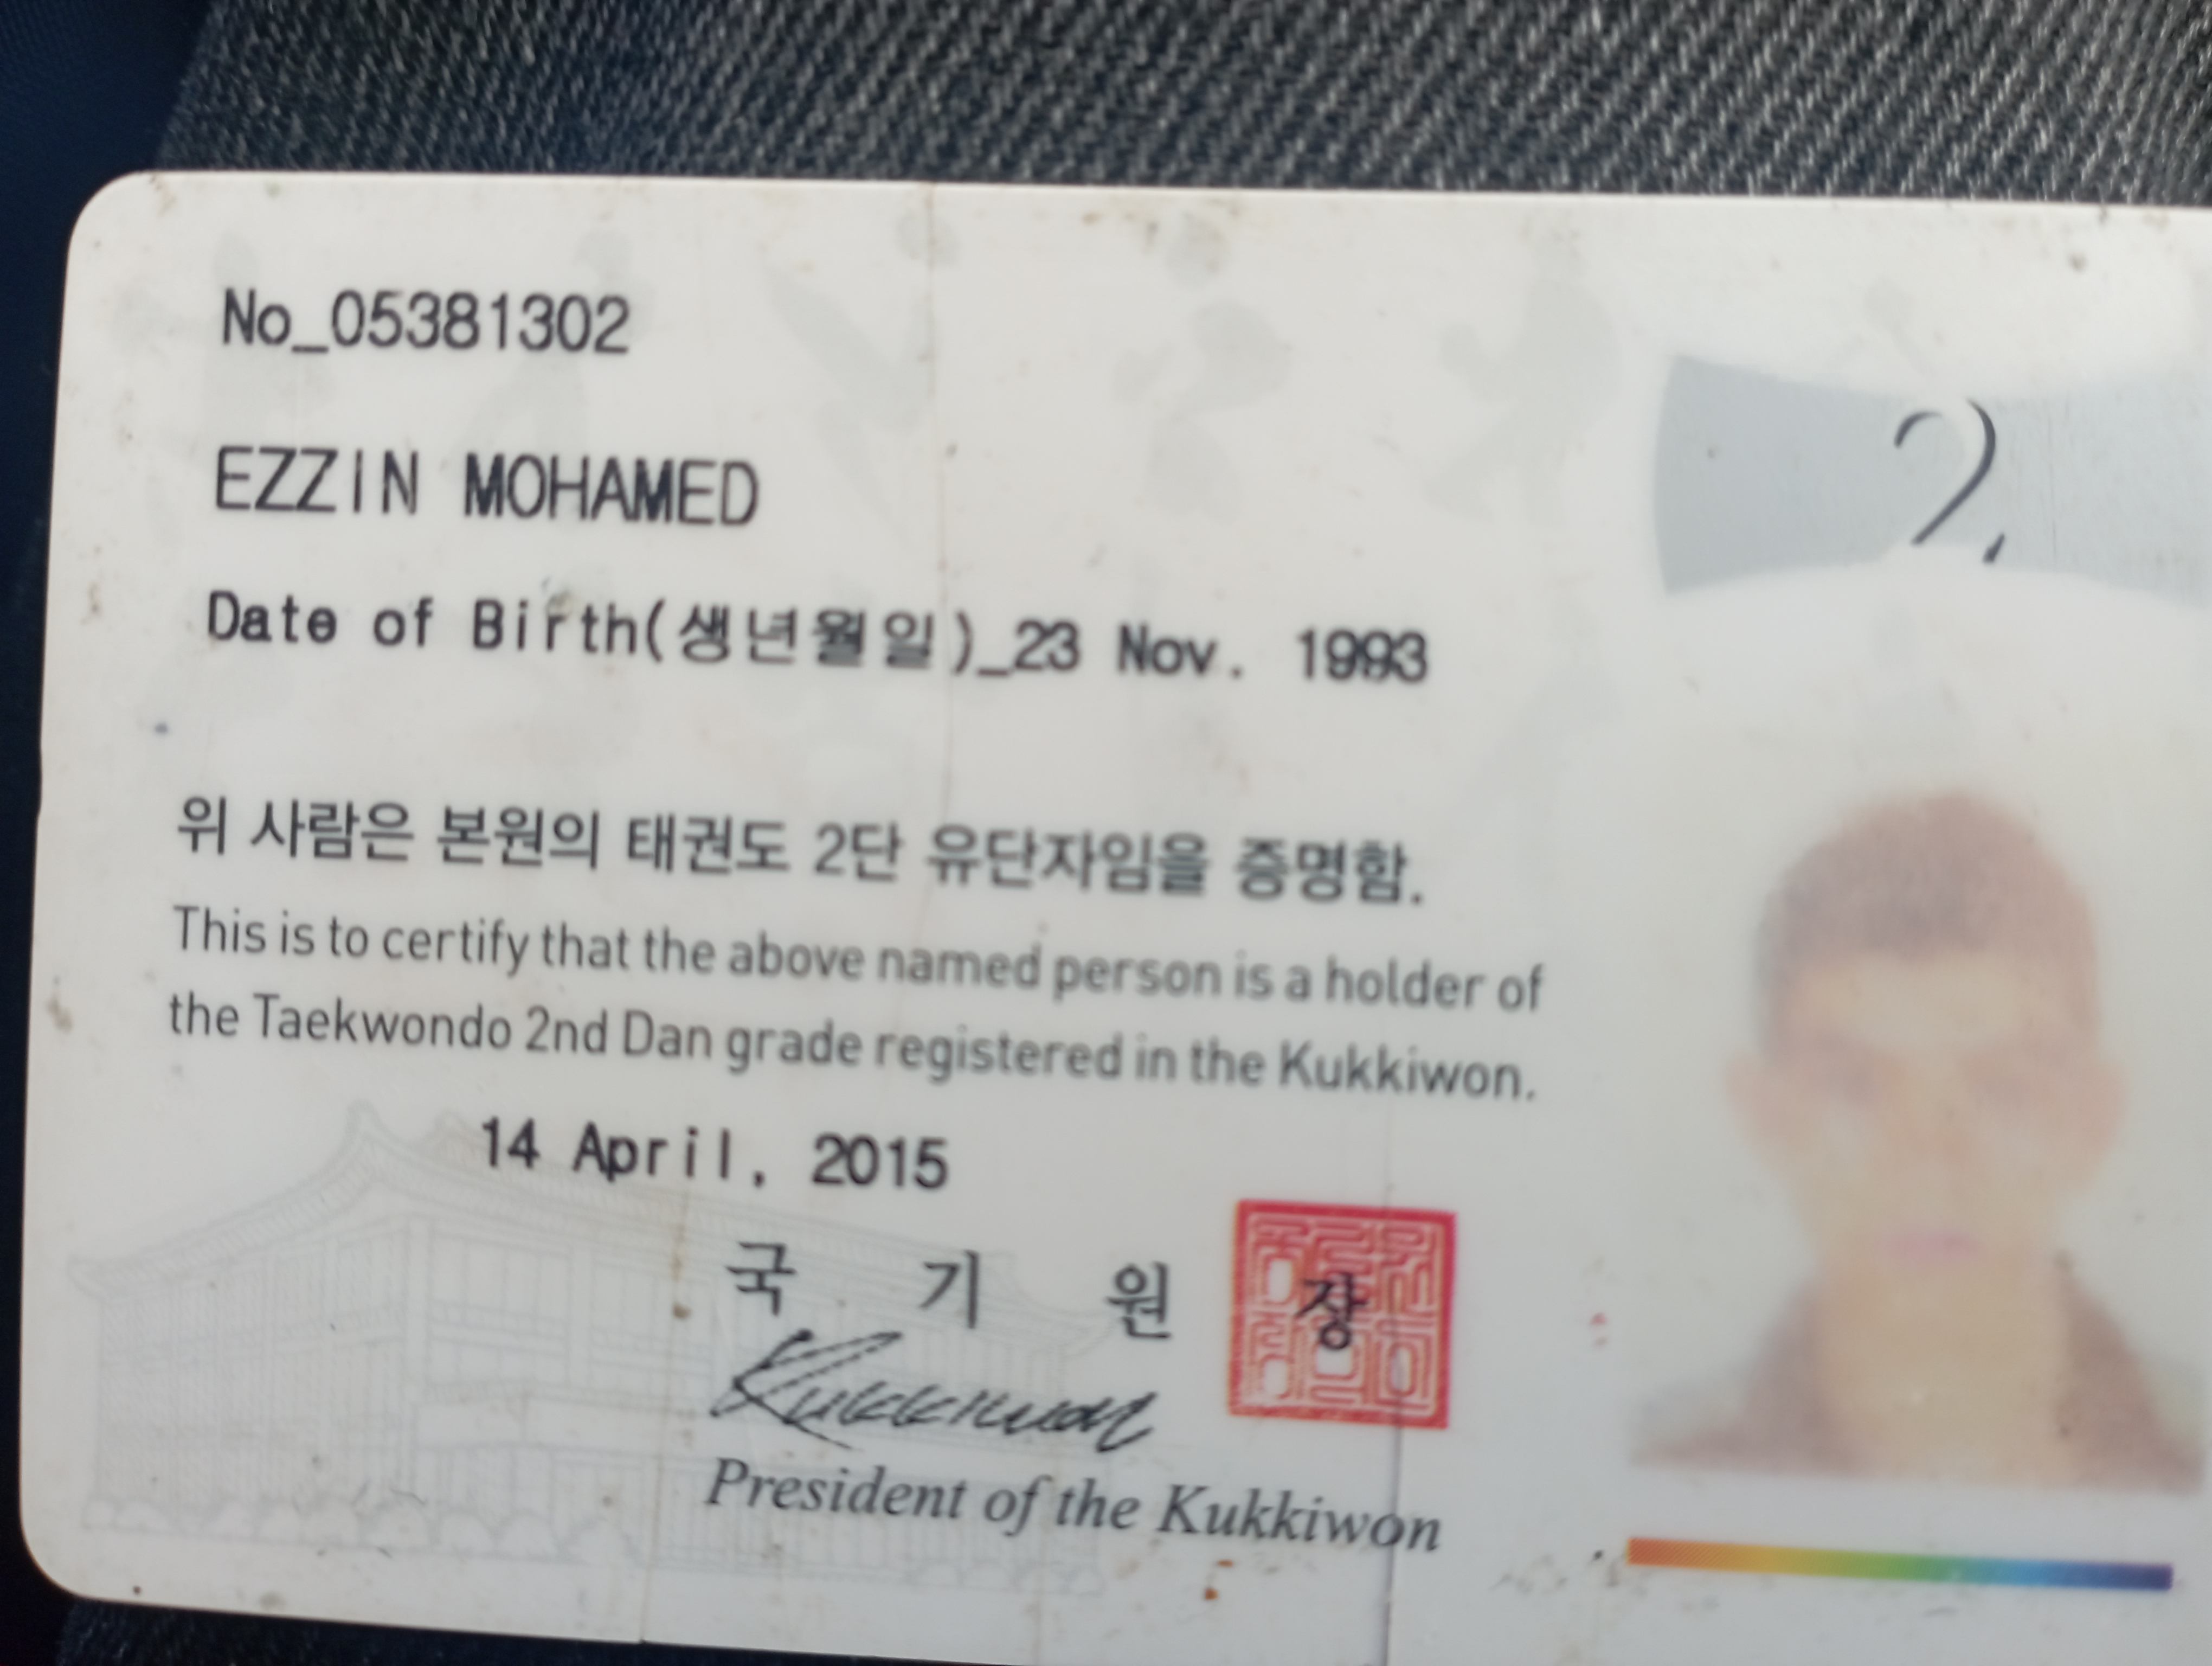 No_05381302
2
EZZIN MOHAMED
Date of Birth(생년월일)_23 Nov. 1993
위 사람은 본원의 태권도 2단 유단자임을 증명함.
This is to certify that the above named person is a holder of
the Taekwondo 2nd Dan grade registered in the Kukkiwon.
14 April, 2015
국 기 원 장
Kukkiwon
President of the Kukkiwon